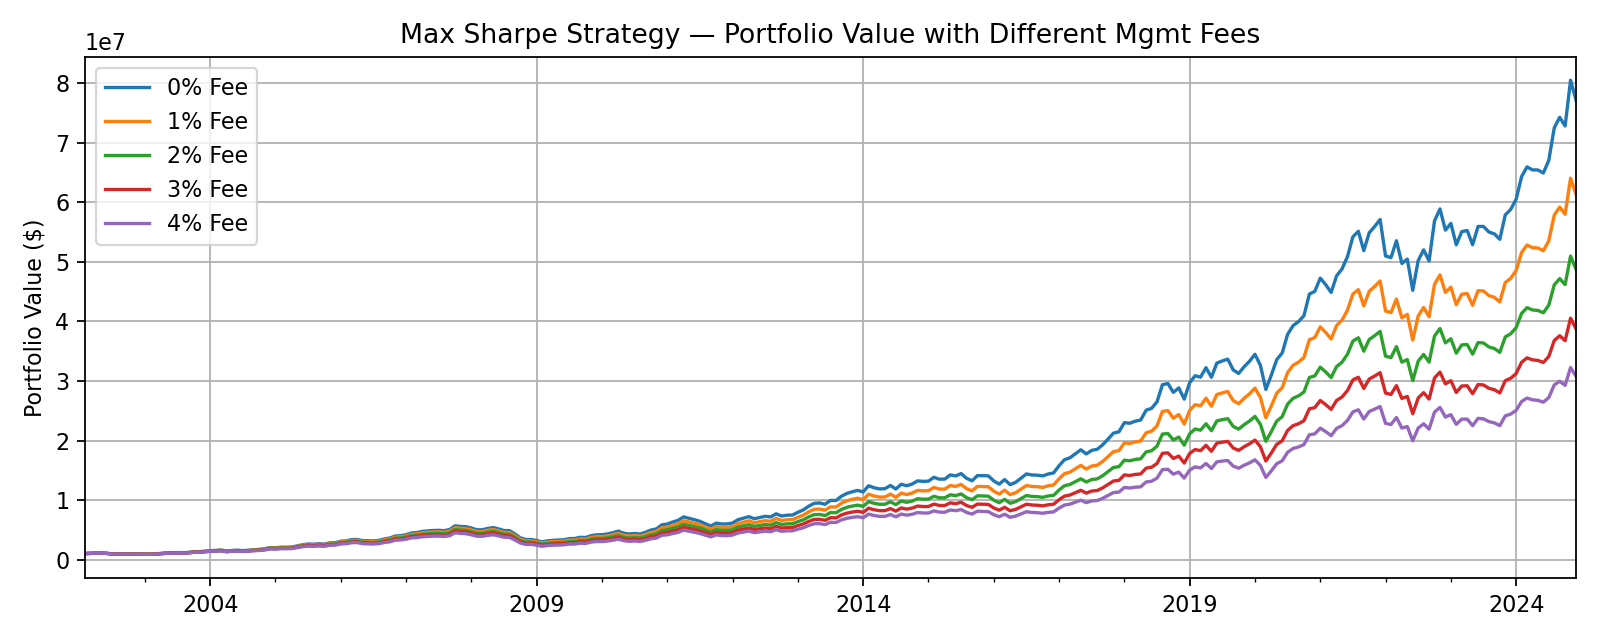 Max Sharpe Strategy — Portfolio Value with Different Mgmt Fees
1e7
8
7
6
5
4
3
2
1
0
Portfolio Value ($)
0% Fee
1% Fee
2% Fee
3% Fee
4% Fee
2004
2009
2014
2019
2024